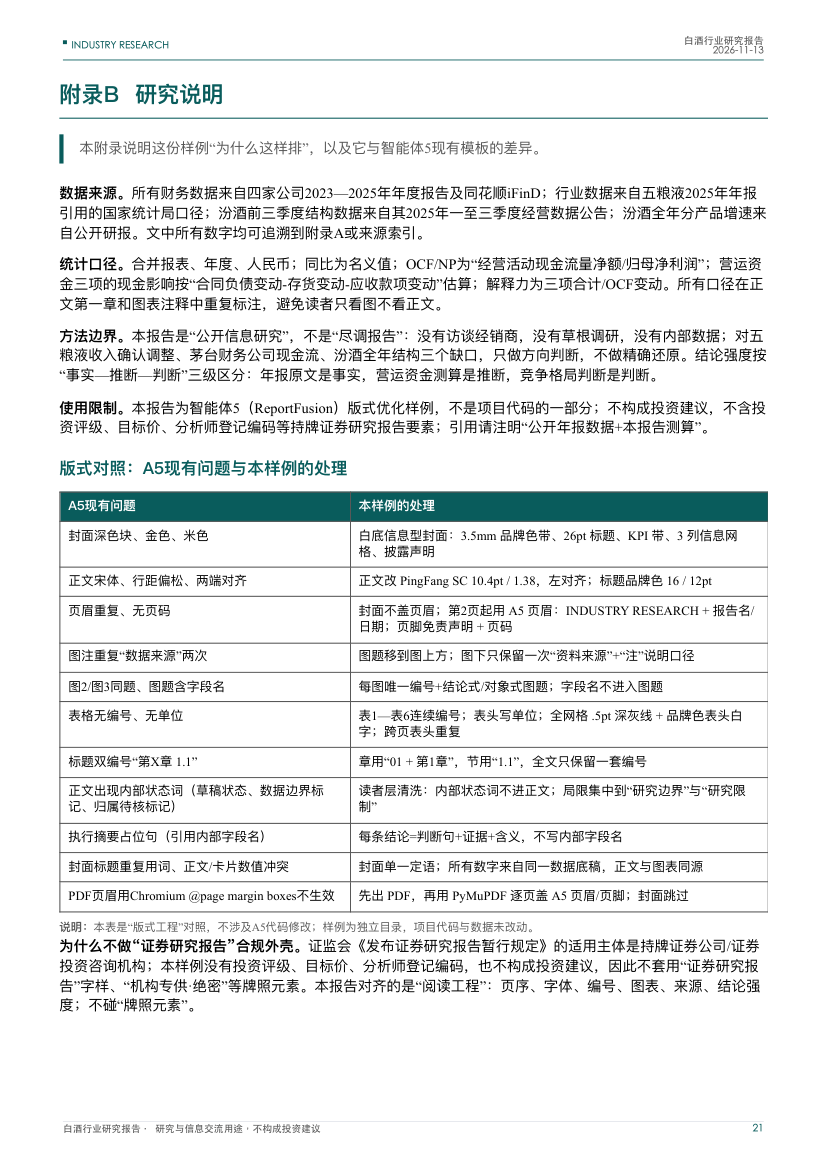 INDUSTRY RESEARCH
白酒行业研究报告
2026-11-13
附录B 研究说明
本附录说明这份样例“为什么这样排”，以及它与智能体5现有模板的差异。
数据来源。所有财务数据来自四家公司2023—2025年年度报告及同花顺iFinD；行业数据来自五粮液2025年年报
引用的国家统计局口径；汾酒前三季度结构数据来自其2025年一至三季度经营数据公告；汾酒全年分产品增速来
自公开研报。文中所有数字均可追溯到附录A或来源索引。
统计口径。合并报表、年度、人民币；同比为名义值；OCF/NP为“经营活动现金流量净额/归母净利润”；营运资
金三项的现金影响按“合同负债变动-存货变动-应收款项变动”估算；解释力为三项合计/OCF变动。所有口径在正
文第一章和图表注释中重复标注，避免读者只看图不看正文。
方法边界。本报告是“公开信息研究”，不是“尽调报告”：没有访谈经销商，没有草根调研，没有内部数据；对五
粮液收入确认调整、茅台财务公司现金流、汾酒全年结构三个缺口，只做方向判断，不做精确还原。结论强度按
“事实—推断—判断”三级区分：年报原文是事实，营运资金测算是推断，竞争格局判断是判断。
使用限制。本报告为智能体5（ReportFusion）版式优化样例，不是项目代码的一部分；不构成投资建议，不含投
资评级、目标价、分析师登记编码等持牌证券研究报告要素；引用请注明“公开年报数据+本报告测算”。
版式对照：A5现有问题与本样例的处理
A5现有问题
本样例的处理
封面深色块、金色、米色
白底信息型封面：3.5mm 品牌色带、26pt 标题、KPI 带、3 列信息网
格、披露声明
正文宋体、行距偏松、两端对齐
正文改 PingFang SC 10.4pt / 1.38，左对齐；标题品牌色 16 / 12pt
页眉重复、无页码
封面不盖页眉；第2页起用 A5 页眉：INDUSTRY RESEARCH + 报告名/
日期；页脚免责声明 + 页码
图注重复“数据来源”两次
图题移到图上方；图下只保留一次“资料来源”+“注”说明口径
图2/图3同题、图题含字段名
每图唯一编号+结论式/对象式图题；字段名不进入图题
表格无编号、无单位
表1—表6连续编号；表头写单位；全网格 .5pt 深灰线 + 品牌色表头白
字；跨页表头重复
标题双编号“第X章 1.1”
章用“01 + 第1章”，节用“1.1”，全文只保留一套编号
正文出现内部状态词（草稿状态、数据边界标
记、归属待核标记）
读者层清洗：内部状态词不进正文；局限集中到“研究边界”与“研究限
制”
执行摘要占位句（引用内部字段名）
每条结论=判断句+证据+含义，不写内部字段名
封面标题重复用词、正文/卡片数值冲突
封面单一定语；所有数字来自同一数据底稿，正文与图表同源
PDF页眉用Chromium @page margin boxes不生效
先出 PDF，再用 PyMuPDF 逐页盖 A5 页眉/页脚；封面跳过
说明：本表是“版式工程”对照，不涉及A5代码修改；样例为独立目录，项目代码与数据未改动。
为什么不做“证券研究报告”合规外壳。证监会《发布证券研究报告暂行规定》的适用主体是持牌证券公司/证券
投资咨询机构；本样例没有投资评级、目标价、分析师登记编码，也不构成投资建议，因此不套用“证券研究报
告”字样、“机构专供·绝密”等牌照元素。本报告对齐的是“阅读工程”：页序、字体、编号、图表、来源、结论强
度；不碰“牌照元素”。
白酒行业研究报告 · 研究与信息交流用途 · 不构成投资建议
21